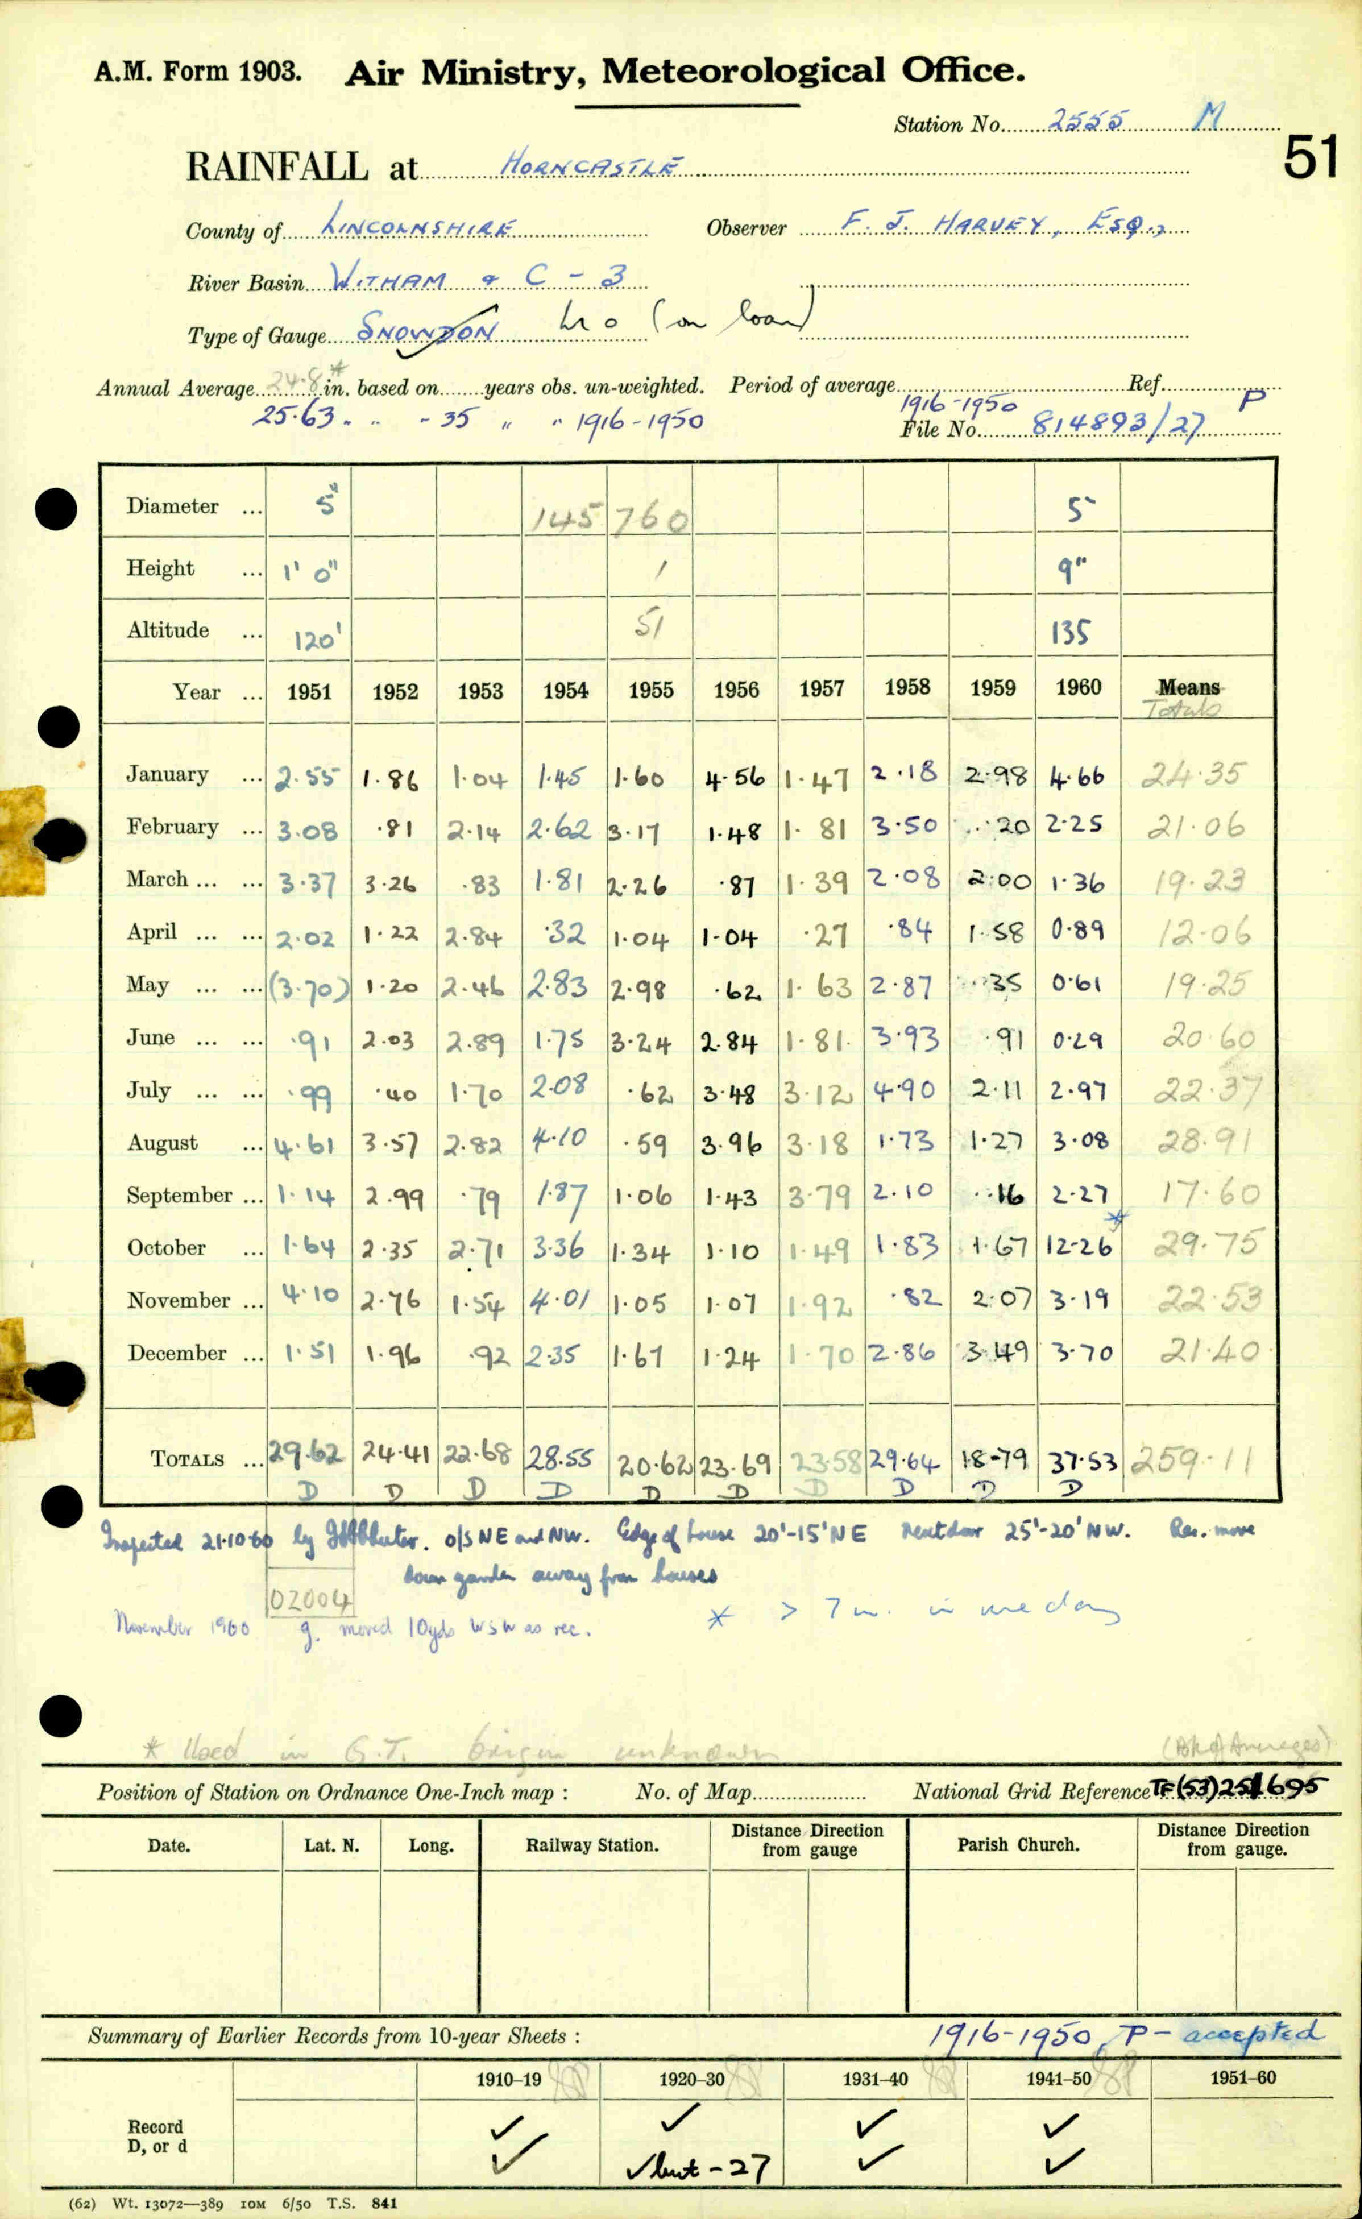 A.M. Form 1903. Air Ministry, Meteorological Office.
Station No. 2555 M
51
RAINFALL at HORNCASTLE
County of LINCOLNSHIRE Observer F. J. HARVEY, ESQ.,
River Basin WITHAM & C - 3
Type of Gauge SNOWDON MO (on loan)
Annual Average 24.8* in. based on years obs. un-weighted. Period of average 1916-1950 Ref. P
25.63 " " - 35 " " 1916-1950 File No. 814893/27
Diameter ... 5" 145 760 5"
Height ... 1' 0" 1 9"
Altitude ... 120' 51 135
Year ... 1951 1952 1953 1954 1955 1956 1957 1958 1959 1960 Means
Totals
January ... 2.55 1.86 1.04 1.45 1.60 4.56 1.47 2.18 2.98 4.66 24.35
February ... 3.08 .81 2.14 2.62 3.17 1.48 1.81 3.50 .20 2.25 21.06
March ... ... 3.37 3.26 .83 1.81 2.26 .87 1.39 2.08 2.00 1.36 19.23
April ... ... 2.02 1.22 2.84 .32 1.04 1.04 .27 .84 1.58 0.89 12.06
May ... ... (3.70) 1.20 2.46 2.83 2.98 .62 1.63 2.87 .35 0.61 19.25
June ... ... .91 2.03 2.89 1.75 3.24 2.84 1.81 3.93 .91 0.29 20.60
July ... ... .99 .40 1.70 2.08 .62 3.48 3.12 4.90 2.11 2.97 22.37
August ... 4.61 3.57 2.82 4.10 .59 3.96 3.18 1.73 1.27 3.08 28.91
September ... 1.14 2.99 .79 1.87 1.06 1.43 3.79 2.10 .16 2.27 17.60
October ... 1.64 2.35 2.71 3.36 1.34 1.10 1.49 1.83 1.67 12.26* 29.75
November ... 4.10 2.76 1.54 4.01 1.05 1.07 1.92 .82 2.07 3.19 22.53
December ... 1.51 1.96 .92 2.35 1.67 1.24 1.70 2.86 3.49 3.70 21.40
TOTALS ... 29.62 24.41 22.68 28.55 20.62 23.69 23.58 29.64 18.79 37.53 259.11
D D D D D D D D D D
Inspected 21.10.60 by o/s NE and NW. Edge of house 20'-15' NE next door 25'-20' NW. Rec. move
down garden away from houses
02004
November 1960 g. moved 10yds WSW as rec. * > 7 in. in one day
* Used in G.T. Origin unknown (Bk of Averages)
Position of Station on Ordnance One-Inch map : No. of Map National Grid Reference TF(53)251695
Date. Lat. N. Long. Railway Station. Distance Direction from gauge Parish Church. Distance Direction from gauge.
Summary of Earlier Records from 10-year Sheets : 1916-1950, P - accepted
1910–19 1920–30 1931–40 1941–50 1951–60
Record ✓ ✓ ✓ ✓
D, or d ✓ ✓ but - 27 ✓ ✓
(62) Wt. 13072—389 10M 6/50 T.S. 841